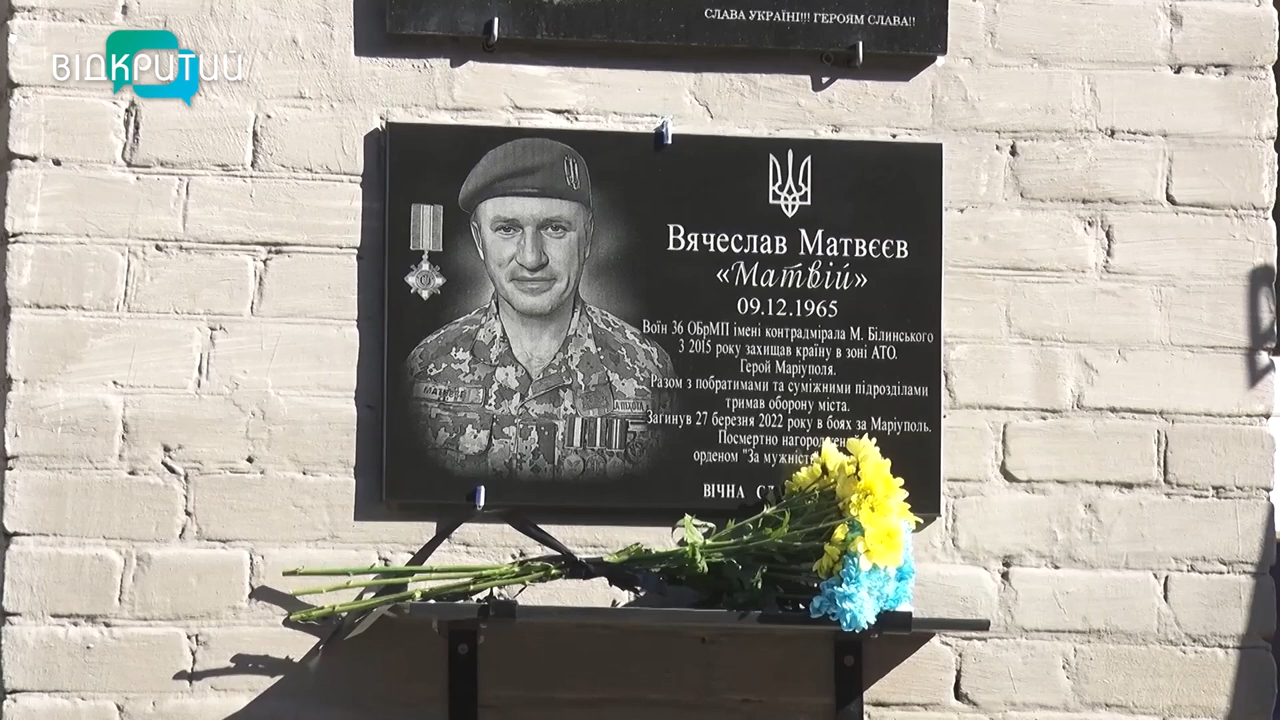 СЛАВА УКРАЇНІ!!! ГЕРОЯМ СЛАВА!!
ВІДКРИТИЙ
Вячеслав Матвєєв
«Матвій»
09.12.1965
Воїн 36 ОБрМП імені контрадмірала М. Білинського
З 2015 року захищав країну в зоні АТО.
Герой Маріуполя.
Разом з побратимами та суміжними підрозділами
тримав оборону міста.
Загинув 27 березня 2022 року в боях за Маріуполь.
Посмертно
орденом "За
ВІЧНА